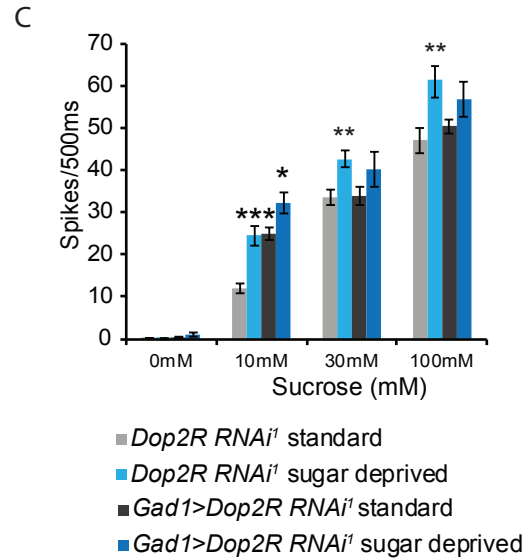 C
70
60
50
40
30
20
10
0
Spikes/500ms
**
**
*
***
***
0mM 10mM 30mM 100mM
Sucrose (mM)
Dop2R RNAi¹ standard
Dop2R RNAi¹ sugar deprived
Gad1>Dop2R RNAi¹ standard
Gad1>Dop2R RNAi¹ sugar deprived